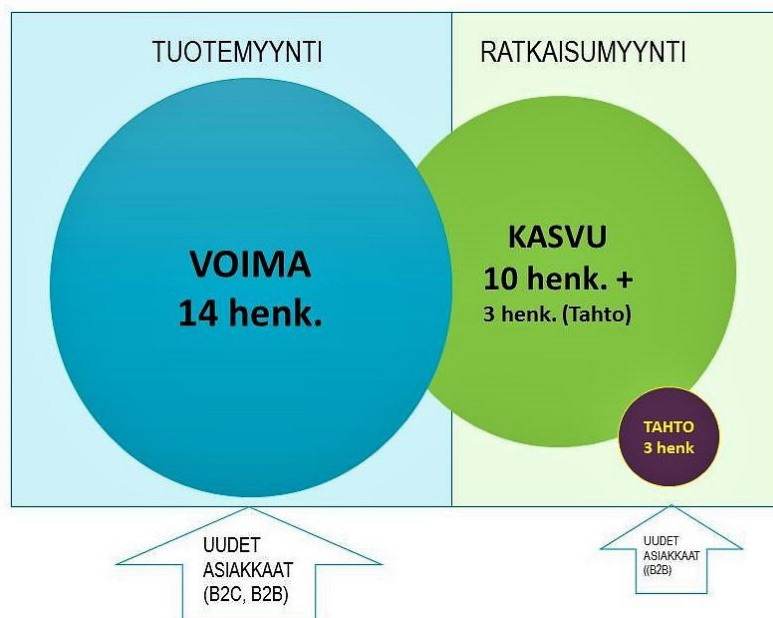 TUOTEMYYNTI
RATKAISUMYYNTI
VOIMA
14 henk.
KASVU
10 henk. +
3 henk. (Tahto)
TAHTO
3 henk
UUDET
ASIAKKAAT
(B2C, B2B)
UUDET
ASIAKKAAT
((B2B)